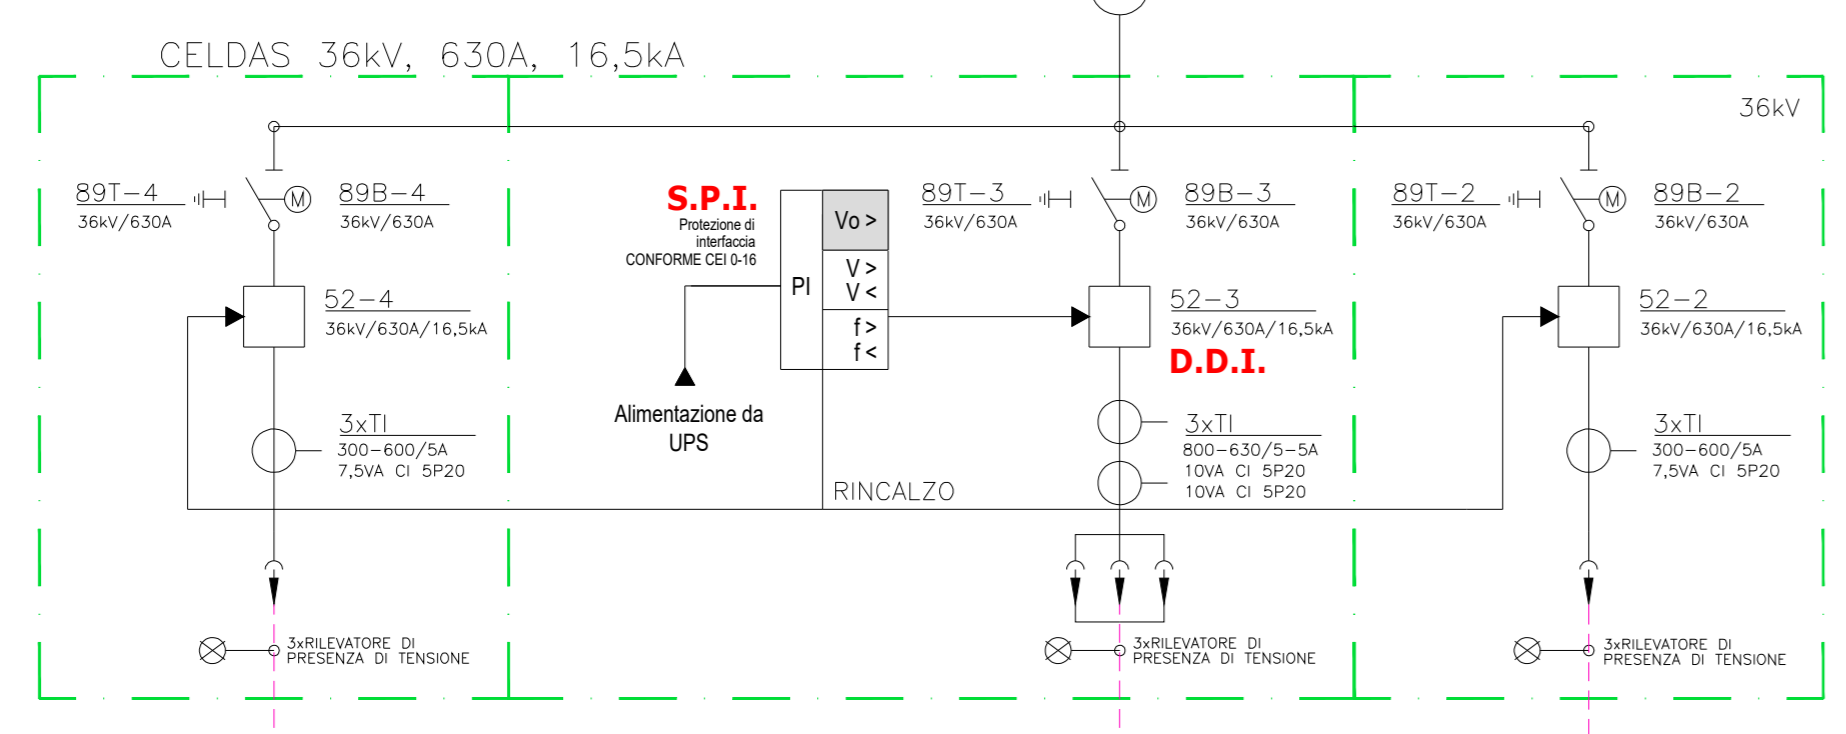 CELDAS 36kV, 630A, 16,5kA
36kV
89T-4
36kV/630A
89B-4
36kV/630A
M
52-4
36kV/630A/16,5kA
3xTI
300-600/5A
7,5VA CI 5P20
3xRILEVATORE DI
PRESENZA DI TENSIONE
S.P.I.
Protezione di
interfaccia
CONFORME CEI 0-16
PI
Vo >
V >
V <
f >
f <
Alimentazione da
UPS
RINCALZO
89T-3
36kV/630A
89B-3
36kV/630A
M
52-3
36kV/630A/16,5kA
D.D.I.
3xTI
800-630/5-5A
10VA CI 5P20
10VA CI 5P20
3xRILEVATORE DI
PRESENZA DI TENSIONE
89T-2
36kV/630A
89B-2
36kV/630A
M
52-2
36kV/630A/16,5kA
3xTI
300-600/5A
7,5VA CI 5P20
3xRILEVATORE DI
PRESENZA DI TENSIONE